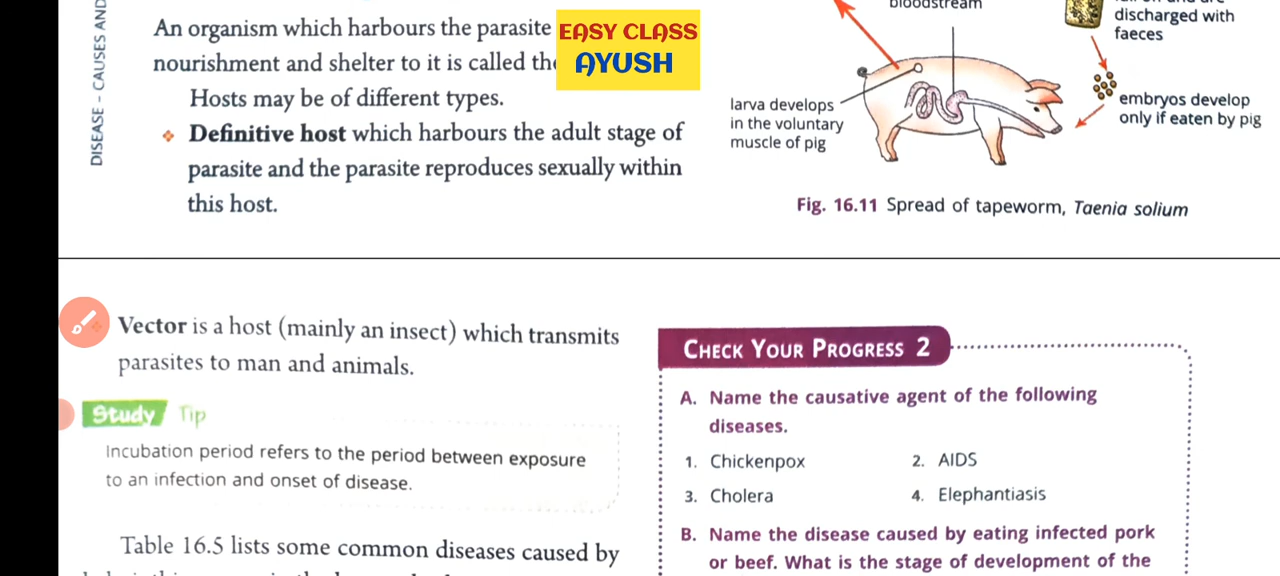 DISEASE – CAUSES AND
An organism which harbours the parasite
nourishment and shelter to it is called
Hosts may be of different types.
❖ Definitive host which harbours the adult stage of
parasite and the parasite reproduces sexually within
this host.
EASY CLASS
AYUSH
bloodstream
discharged with
faeces
larva develops
in the voluntary
muscle of pig
embryos develop
only if eaten by pig
Fig. 16.11 Spread of tapeworm, Taenia solium
Vector is a host (mainly an insect) which transmits
parasites to man and animals.
Study Tip
Incubation period refers to the period between exposure
to an infection and onset of disease.
Table 16.5 lists some common diseases caused by
CHECK YOUR PROGRESS 2
A. Name the causative agent of the following
diseases.
1. Chickenpox 2. AIDS
3. Cholera 4. Elephantiasis
B. Name the disease caused by eating infected pork
or beef. What is the stage of development of the